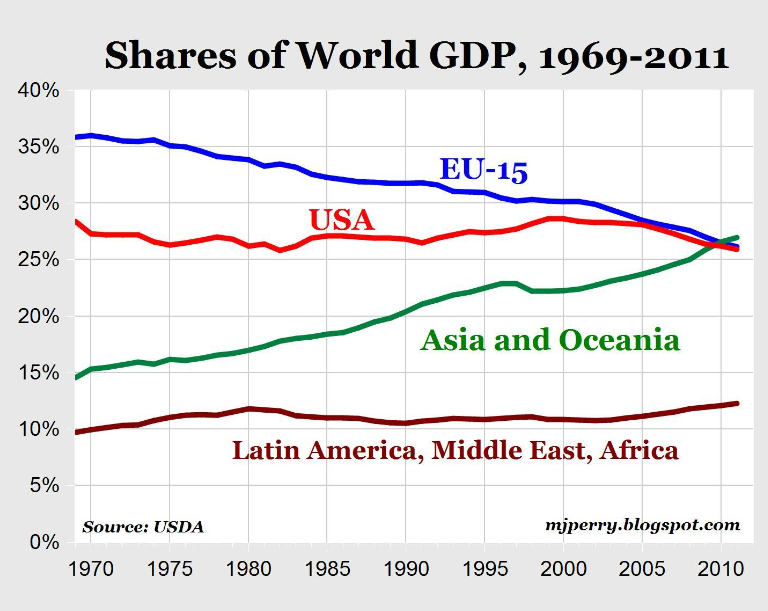 Shares of World GDP, 1969-2011
40%
35%
EU-15
30%
USA
25%
20%
Asia and Oceania
15%
10%
Latin America, Middle East, Africa
5%
Source: USDA mjperry.blogspot.com
0%
1970 1975 1980 1985 1990 1995 2000 2005 2010